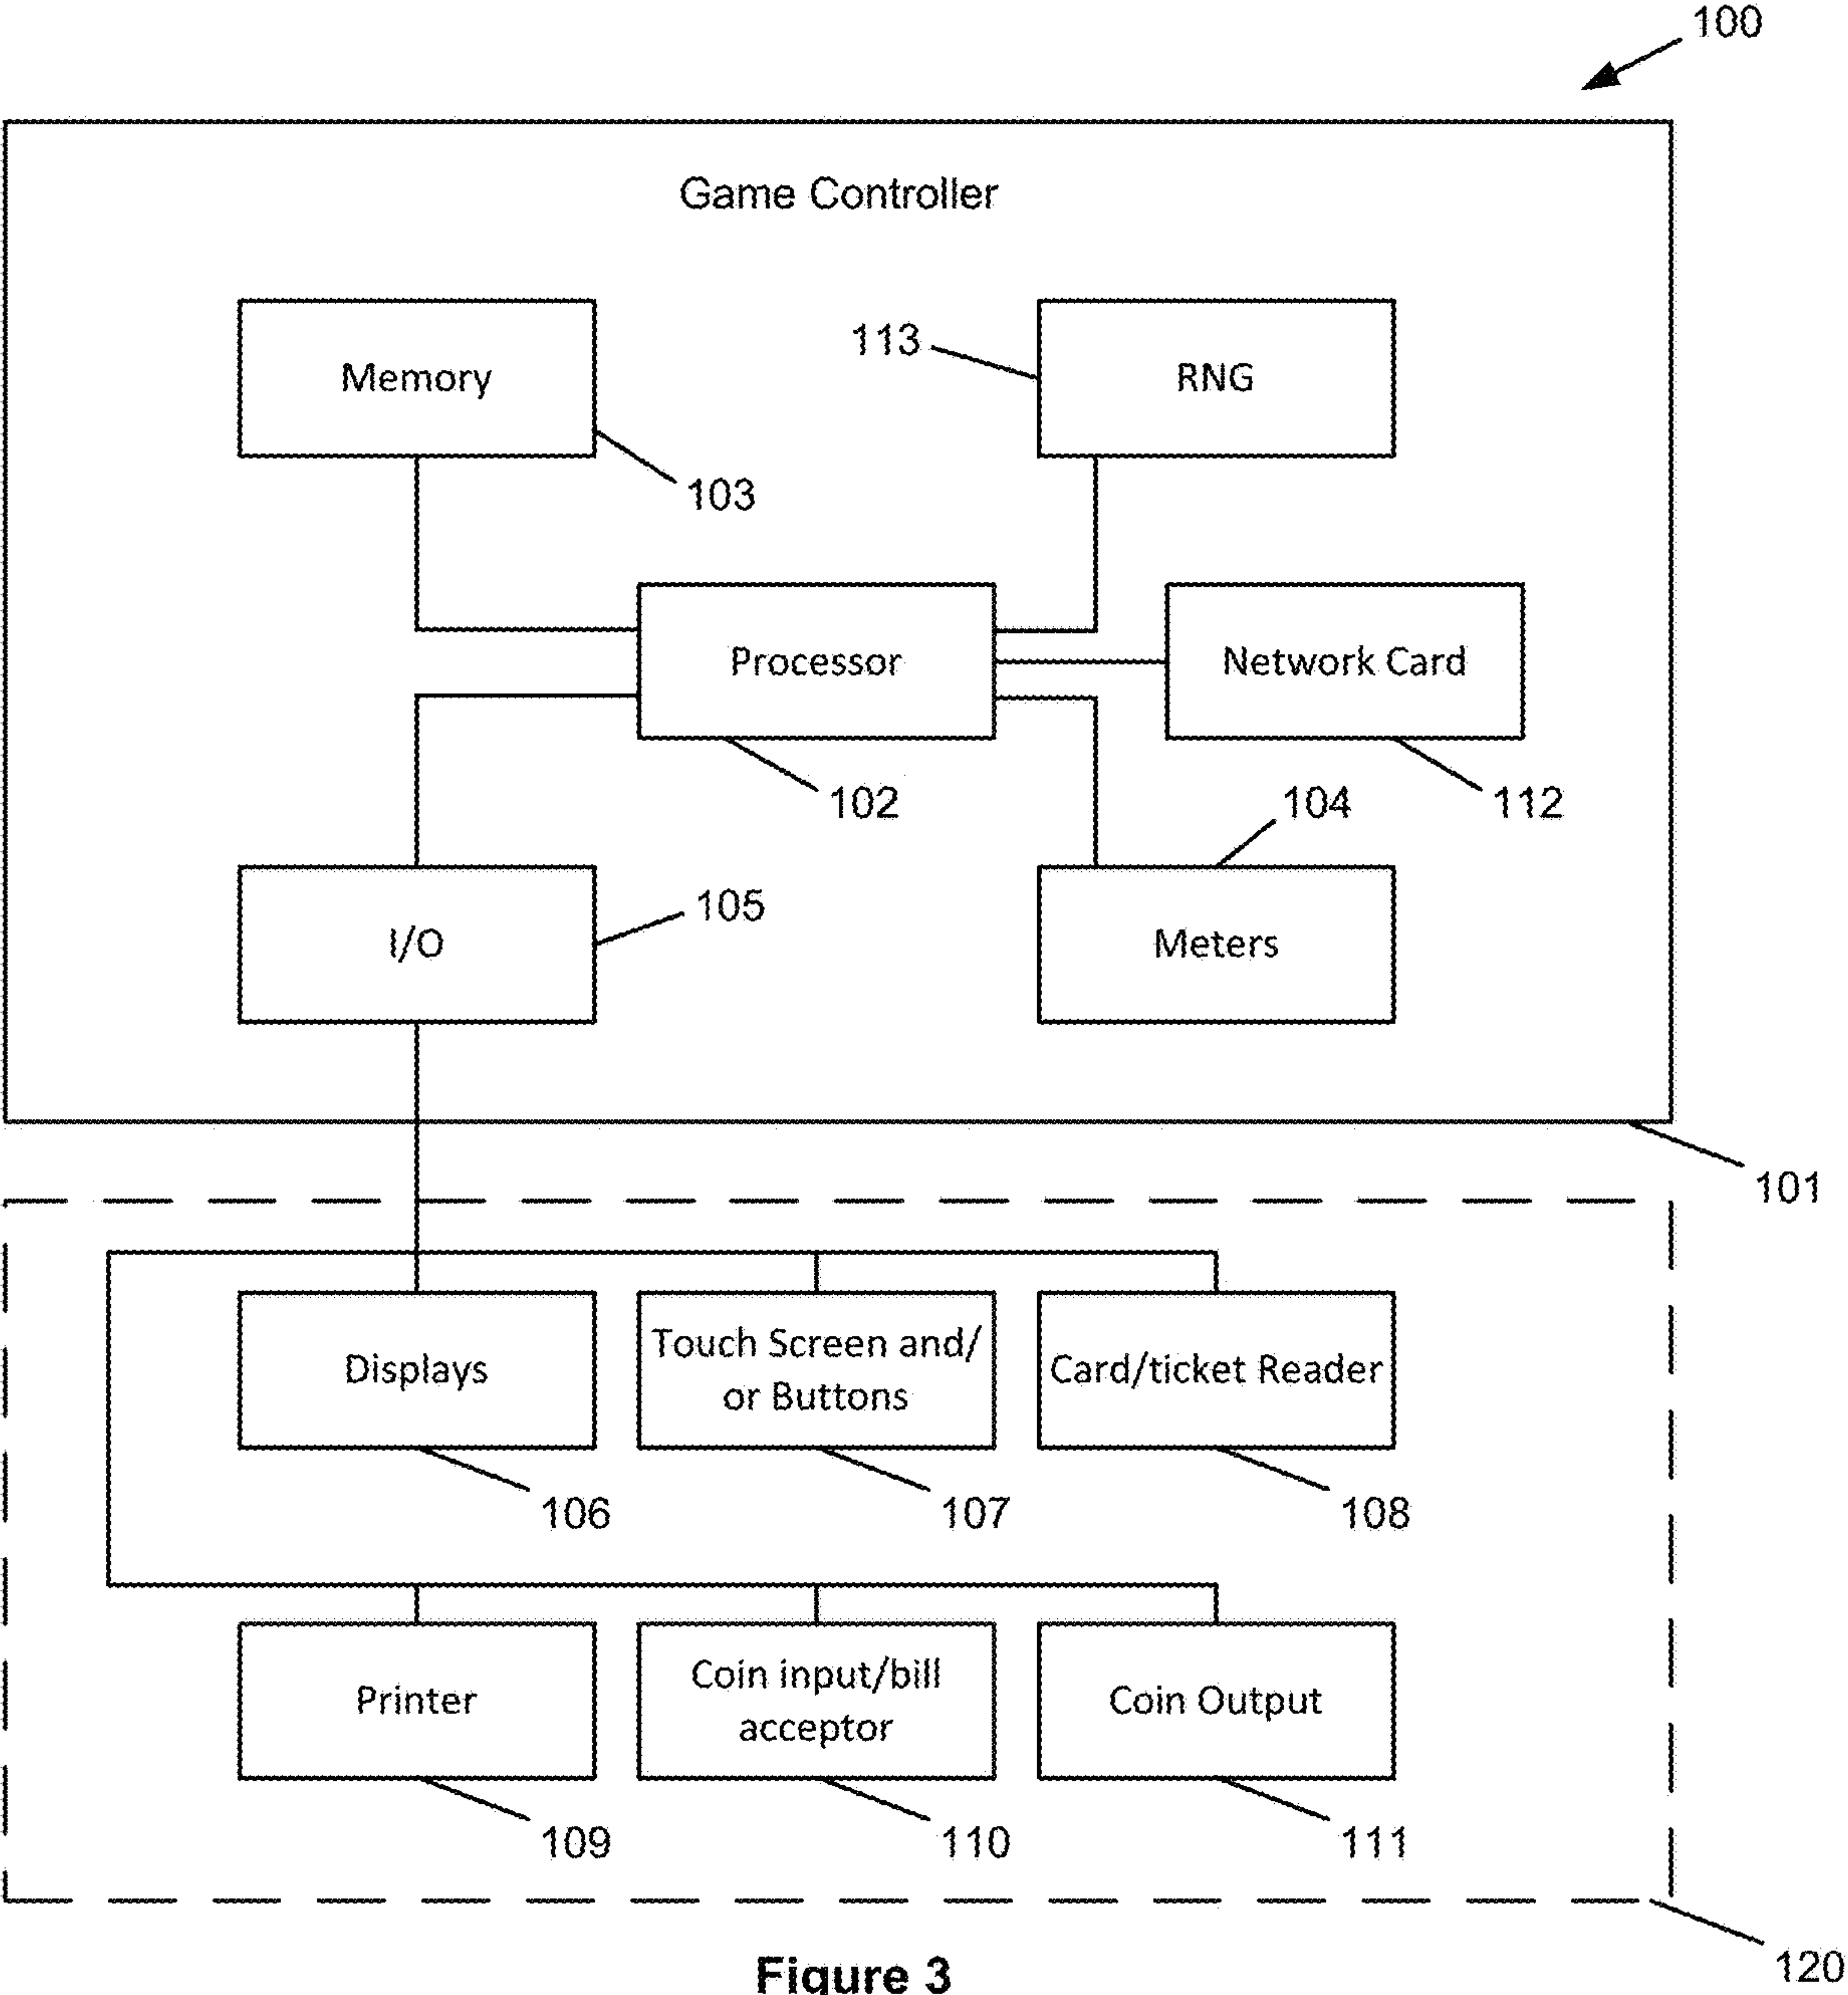 100
Game Controller
Memory
113
RNG
103
Processor
Network Card
102
104
112
I/O
105
Meters
101
Displays
Touch Screen and/
or Buttons
Card/ticket Reader
106
107
108
Printer
Coin input/bill
acceptor
Coin Output
109
110
111
120
Figure 3